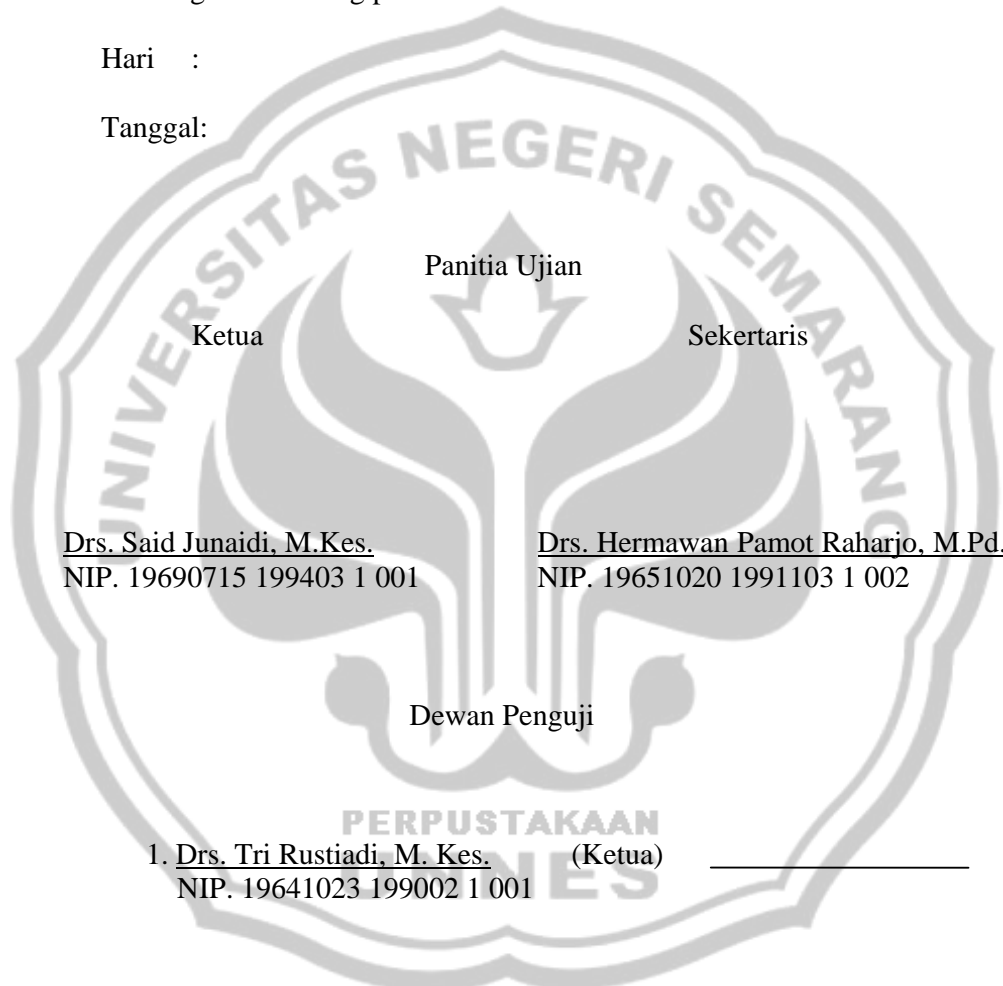 Hari :
Tanggal:
UNIVERSITAS NEGERI SEMARANG
Panitia Ujian
Ketua Sekertaris
Drs. Said Junaidi, M.Kes. Drs. Hermawan Pamot Raharjo, M.Pd.
NIP. 19690715 199403 1 001 NIP. 19651020 1991103 1 002
Dewan Penguji
PERPUSTAKAAN
UNNES
1. Drs. Tri Rustiadi, M. Kes. (Ketua)
NIP. 19641023 199002 1 001